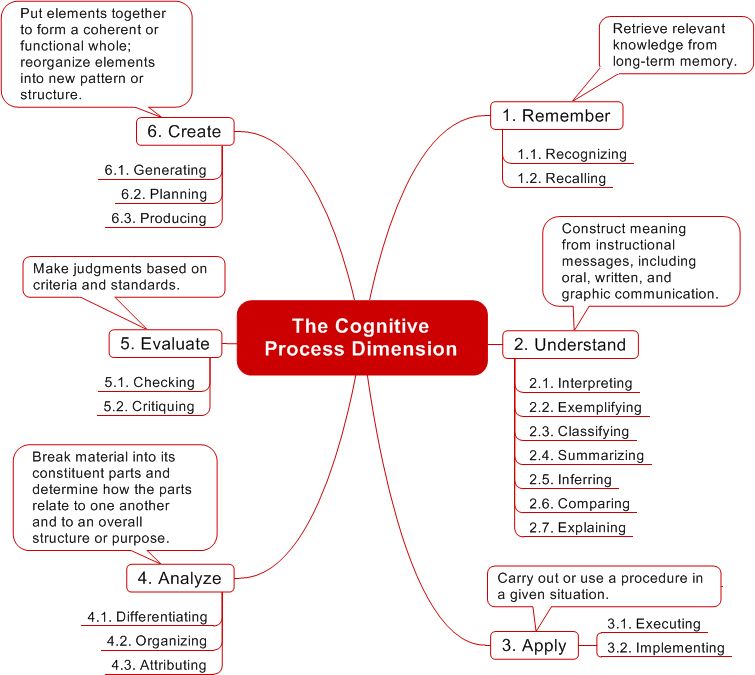 The Cognitive
Process Dimension
Retrieve relevant
knowledge from
long-term memory.
1. Remember
1.1. Recognizing
1.2. Recalling
Construct meaning
from instructional
messages, including
oral, written, and
graphic communication.
2. Understand
2.1. Interpreting
2.2. Exemplifying
2.3. Classifying
2.4. Summarizing
2.5. Inferring
2.6. Comparing
2.7. Explaining
Carry out or use a procedure in
a given situation.
3. Apply
3.1. Executing
3.2. Implementing
Break material into its
constituent parts and
determine how the parts
relate to one another
and to an overall
structure or purpose.
4. Analyze
4.1. Differentiating
4.2. Organizing
4.3. Attributing
Make judgments based on
criteria and standards.
5. Evaluate
5.1. Checking
5.2. Critiquing
Put elements together
to form a coherent or
functional whole;
reorganize elements
into new pattern or
structure.
6. Create
6.1. Generating
6.2. Planning
6.3. Producing